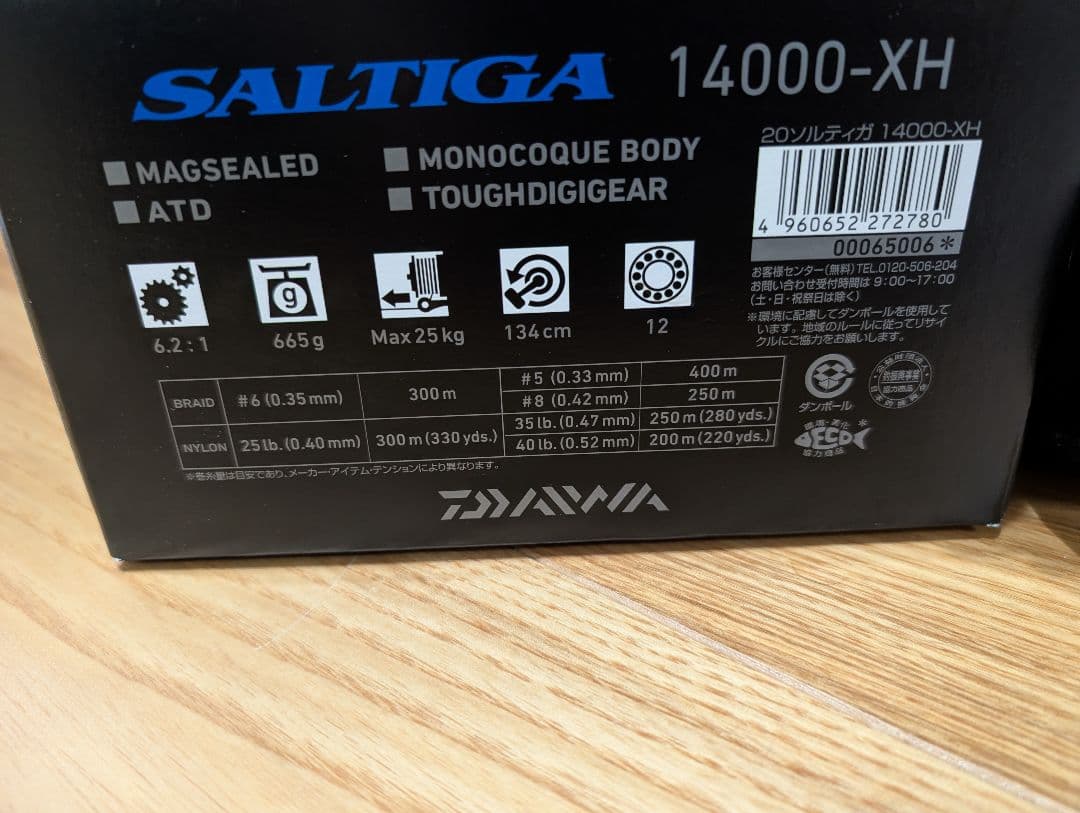 SALTIGA 14000-XH
20ソルティガ 14000-XH
■MAGSEALED ■MONOCOQUE BODY
■ATD ■TOUGHDIGIGEAR
4 960652 272780
00065006*
お客様センター(無料)TEL.0120-506-204
お問い合わせ受付時間は 9:00〜17:00
(土・日・祝祭日は除く)
※環境に配慮してダンボールを使用して
います。地域のルールに従ってリサイ
クルにご協力をお願いします。
g
6.2:1 665g Max 25kg 134cm 12
BRAID #6 (0.35mm) 300m #5 (0.33mm) 400m
#8 (0.42mm) 250m
NYLON 25lb.(0.40mm) 300m(330yds.) 35lb.(0.47mm) 250m(280yds.)
40lb.(0.52mm) 200m(220yds.)
※巻糸量は目安であり、メーカー・アイテム・テンションにより異なります。
ダンボール
環境・美化
ECO
協力商品
DAIWA